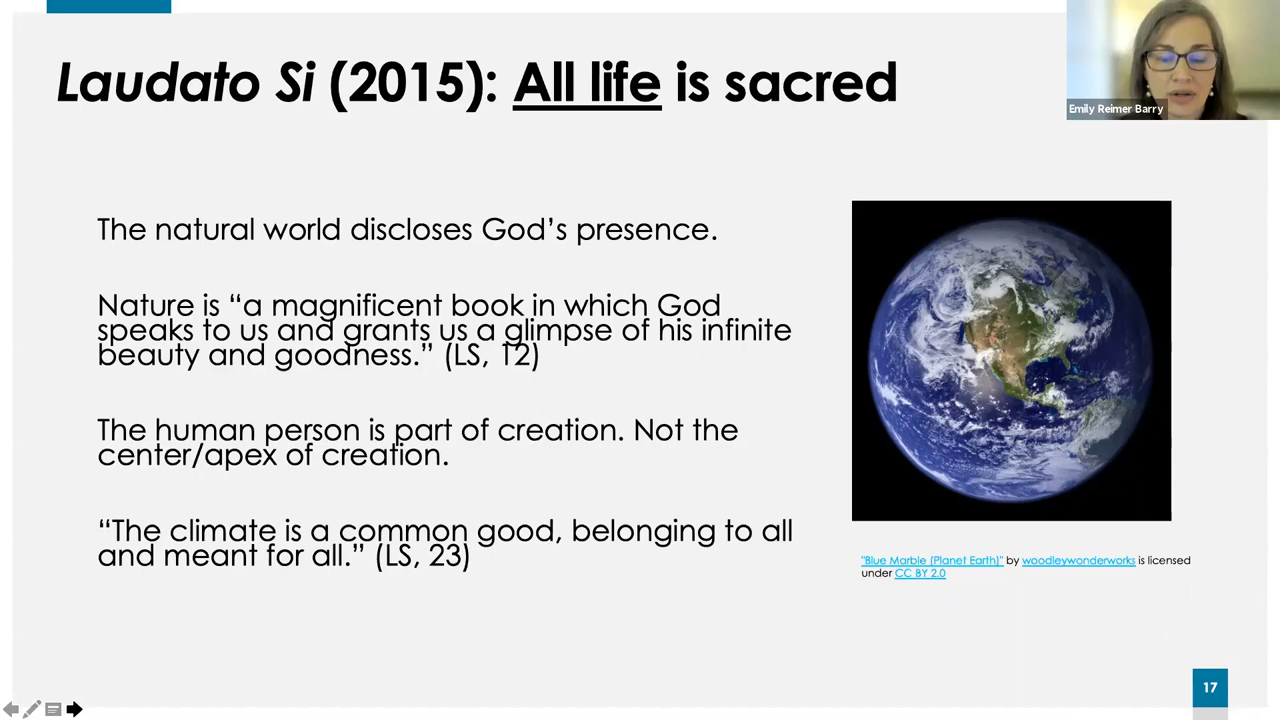 Laudato Si (2015): All life is sacred
Emily Reimer Barry
The natural world discloses God’s presence.
Nature is “a magnificent book in which God
speaks to us and grants us a glimpse of his infinite
beauty and goodness.” (LS, 12)
The human person is part of creation. Not the
center/apex of creation.
“The climate is a common good, belonging to all
and meant for all.” (LS, 23)
"Blue Marble (Planet Earth)" by woodleywonderworks is licensed
under CC BY 2.0
17